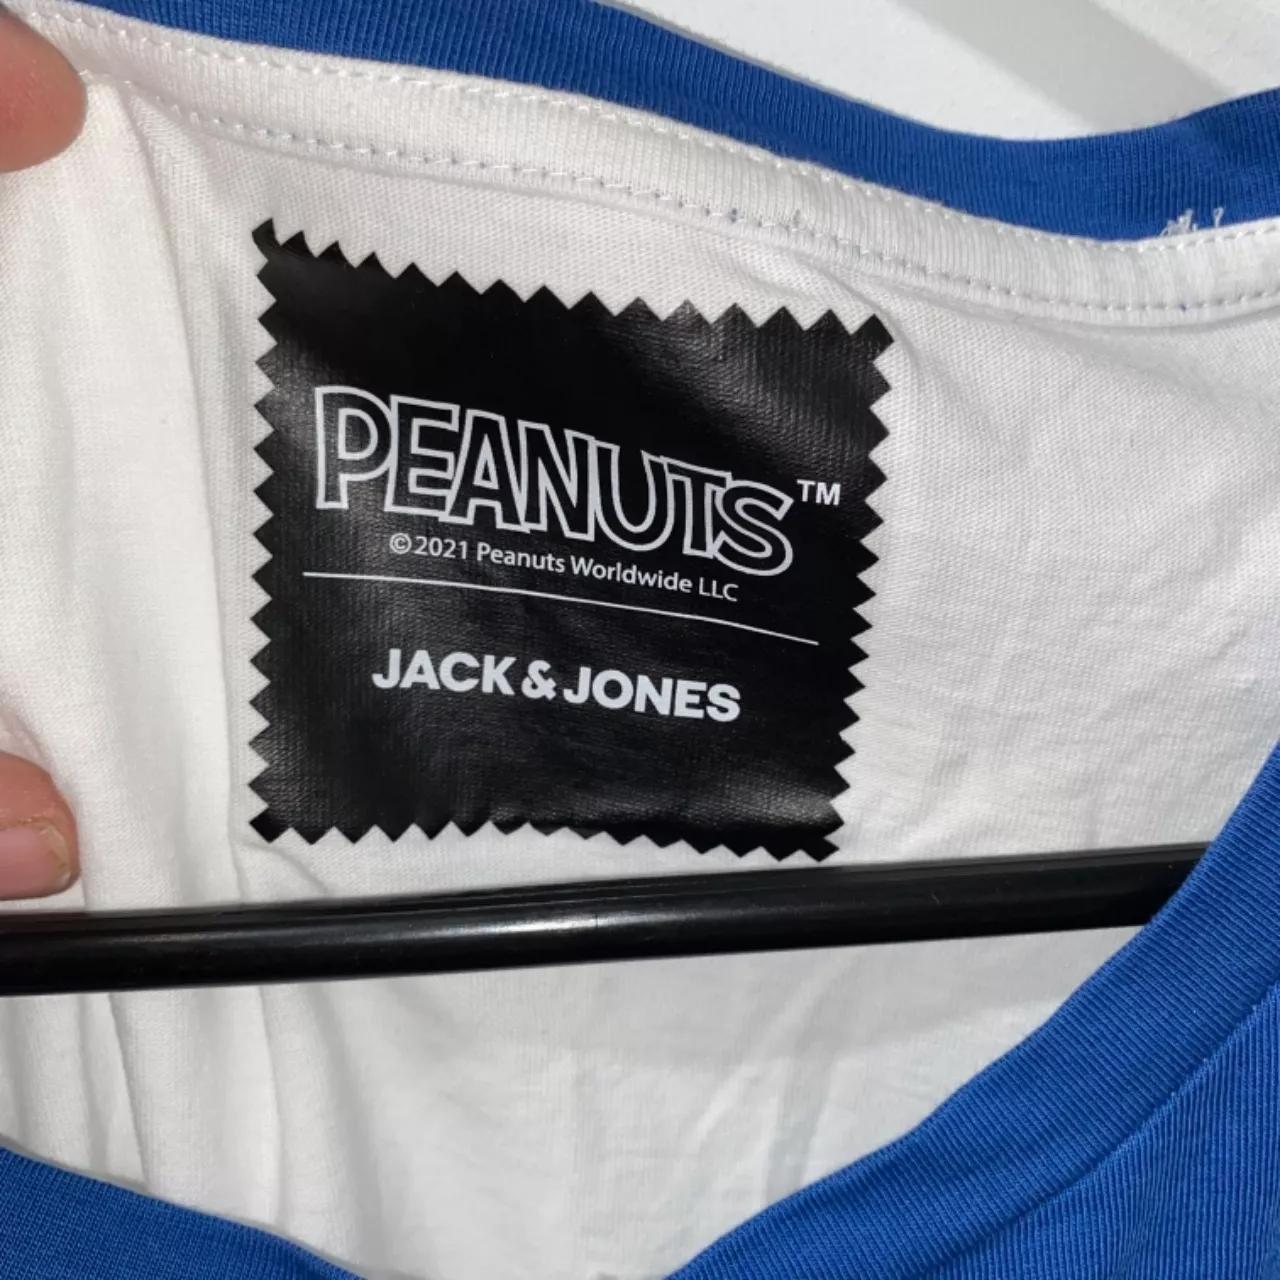 PEANUTS™
©2021 Peanuts Worldwide LLC
JACK & JONES